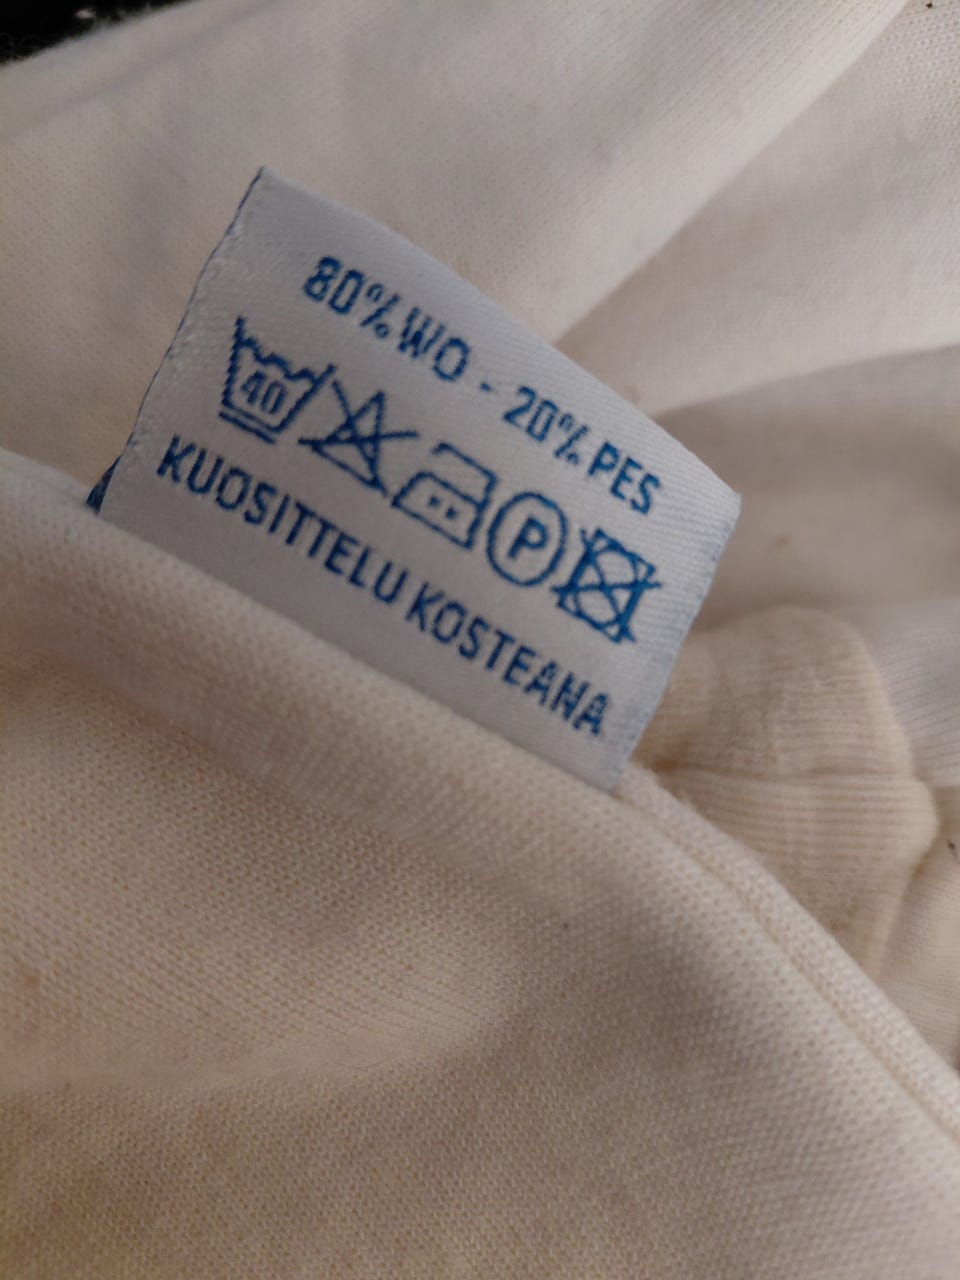 80% WO - 20% PES
40 P
KUOSITTELU KOSTEANA